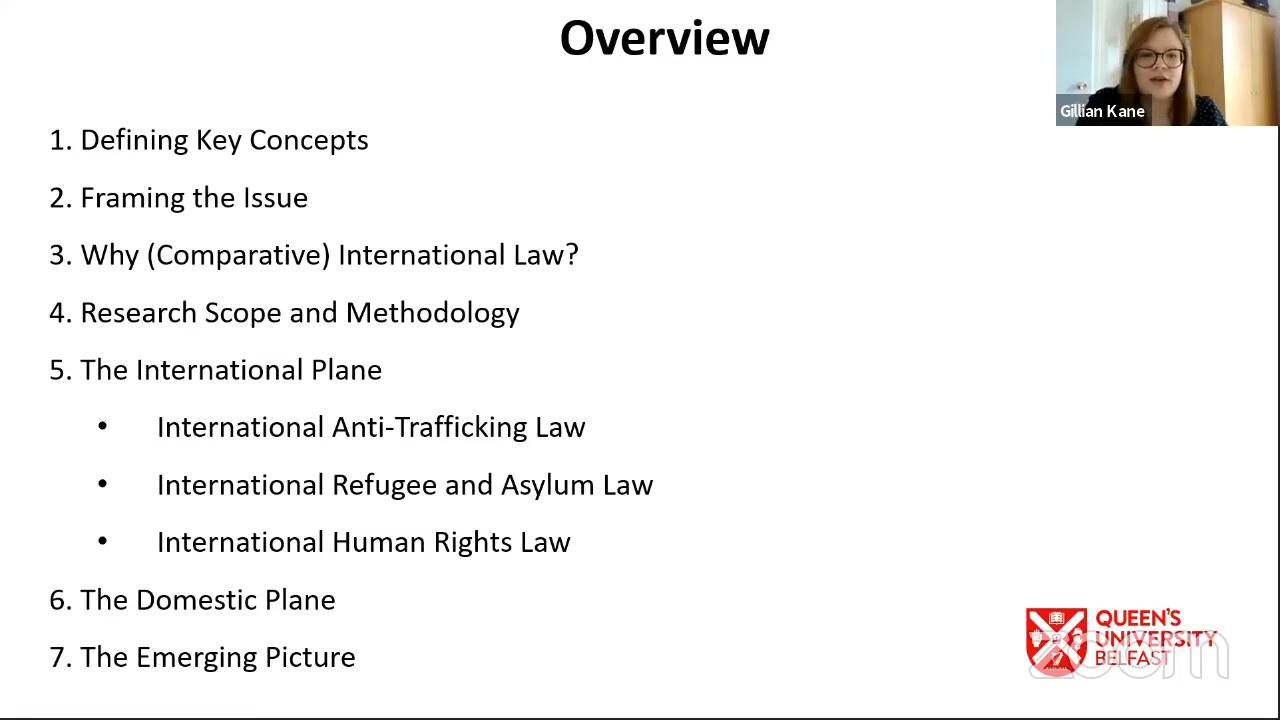 Overview
Gillian Kane
1. Defining Key Concepts
2. Framing the Issue
3. Why (Comparative) International Law?
4. Research Scope and Methodology
5. The International Plane
• International Anti-Trafficking Law
• International Refugee and Asylum Law
• International Human Rights Law
6. The Domestic Plane
7. The Emerging Picture
QUEEN'S
UNIVERSITY
BELFAST
zoom